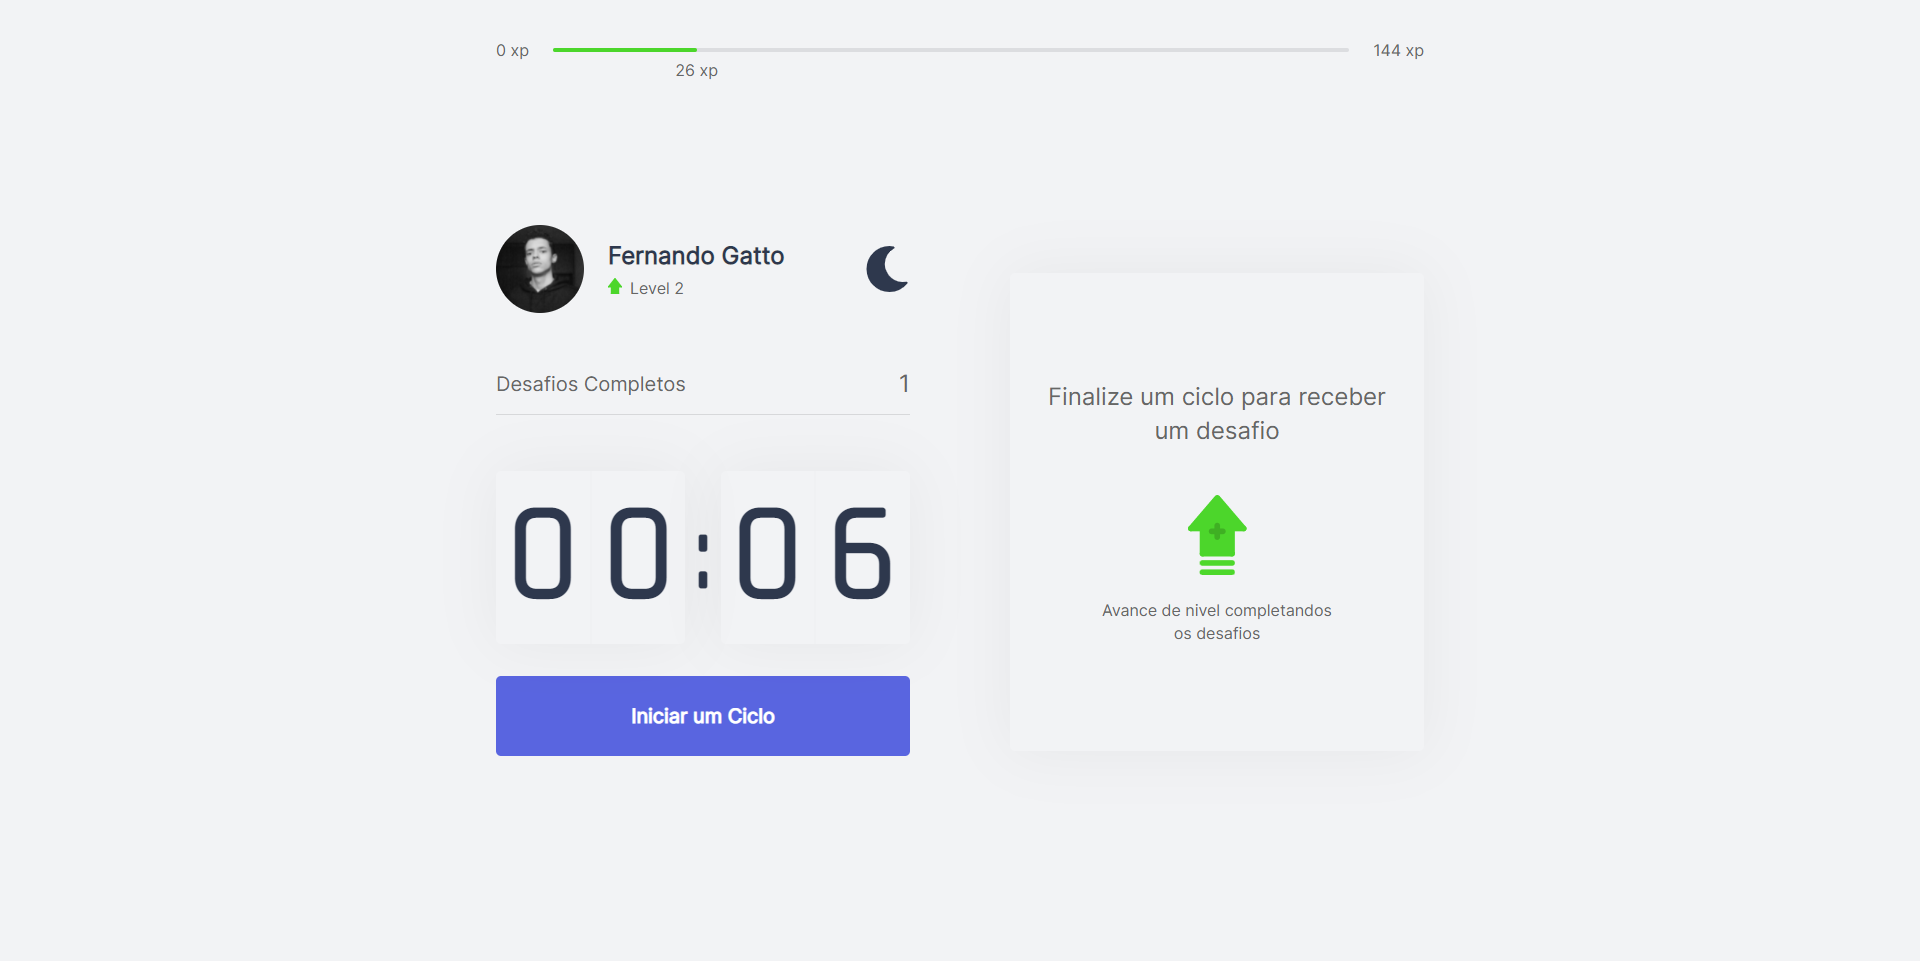 0 xp
144 xp
26 xp
Fernando Gatto
Level 2
Desafios Completos 1
00:06
Iniciar um Ciclo
Finalize um ciclo para receber
um desafio
Avance de nivel completandos
os desafios